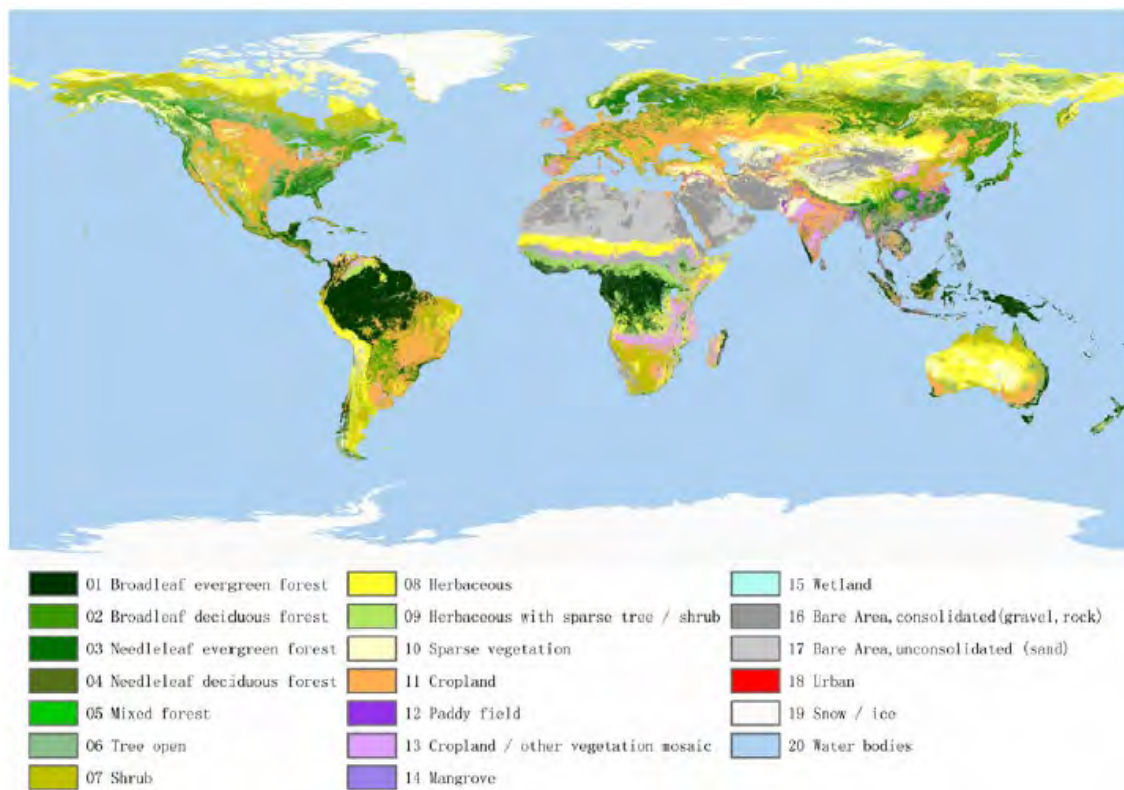 01 Broadleaf evergreen forest
02 Broadleaf deciduous forest
03 Needleleaf evergreen forest
04 Needleleaf deciduous forest
05 Mixed forest
06 Tree open
07 Shrub
08 Herbaceous
09 Herbaceous with sparse tree / shrub
10 Sparse vegetation
11 Cropland
12 Paddy field
13 Cropland / other vegetation mosaic
14 Mangrove
15 Wetland
16 Bare Area,consolidated(gravel,rock)
17 Bare Area,unconsolidated (sand)
18 Urban
19 Snow / ice
20 Water bodies